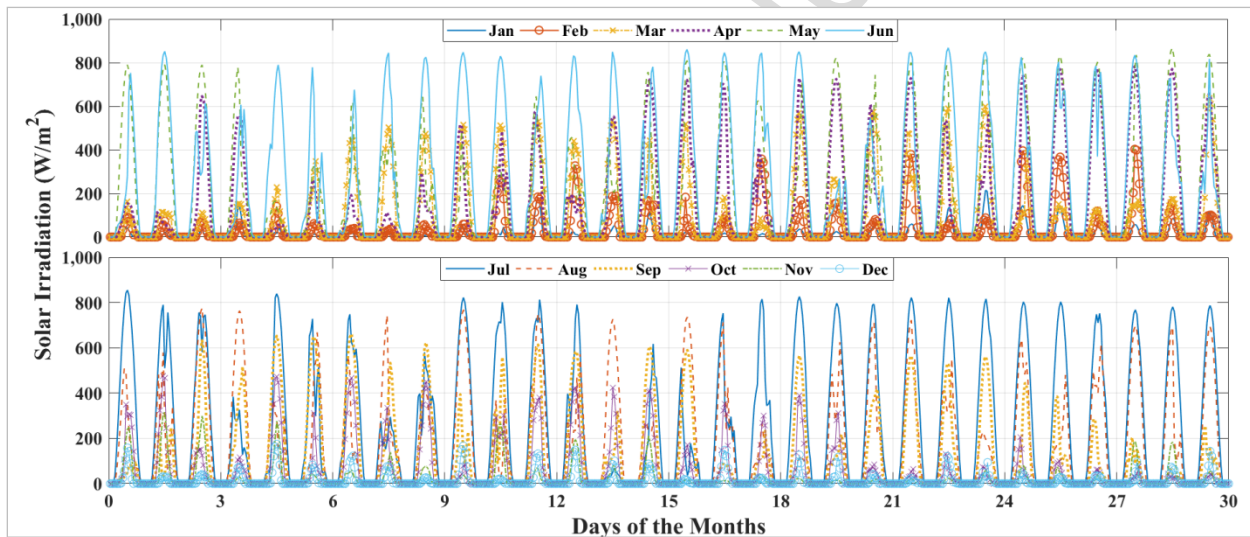 1,000
Jan Feb Mar Apr May Jun
800
600
400
200
0
1,000
Jul Aug Sep Oct Nov Dec
800
600
400
200
0
Solar Irradiation (W/m²)
0 3 6 9 12 15 18 21 24 27 30
Days of the Months